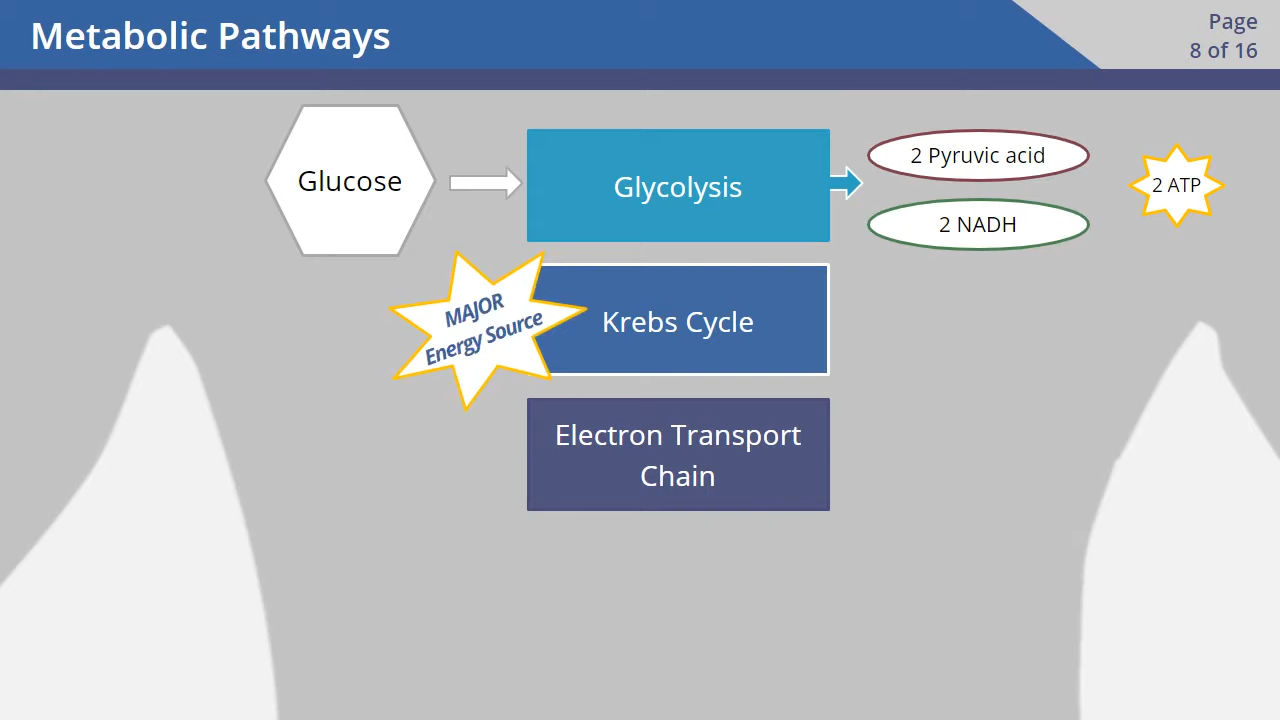 Metabolic Pathways
Page
8 of 16
Glucose
Glycolysis
2 Pyruvic acid
2 NADH
2 ATP
MAJOR
Energy Source
Krebs Cycle
Electron Transport
Chain